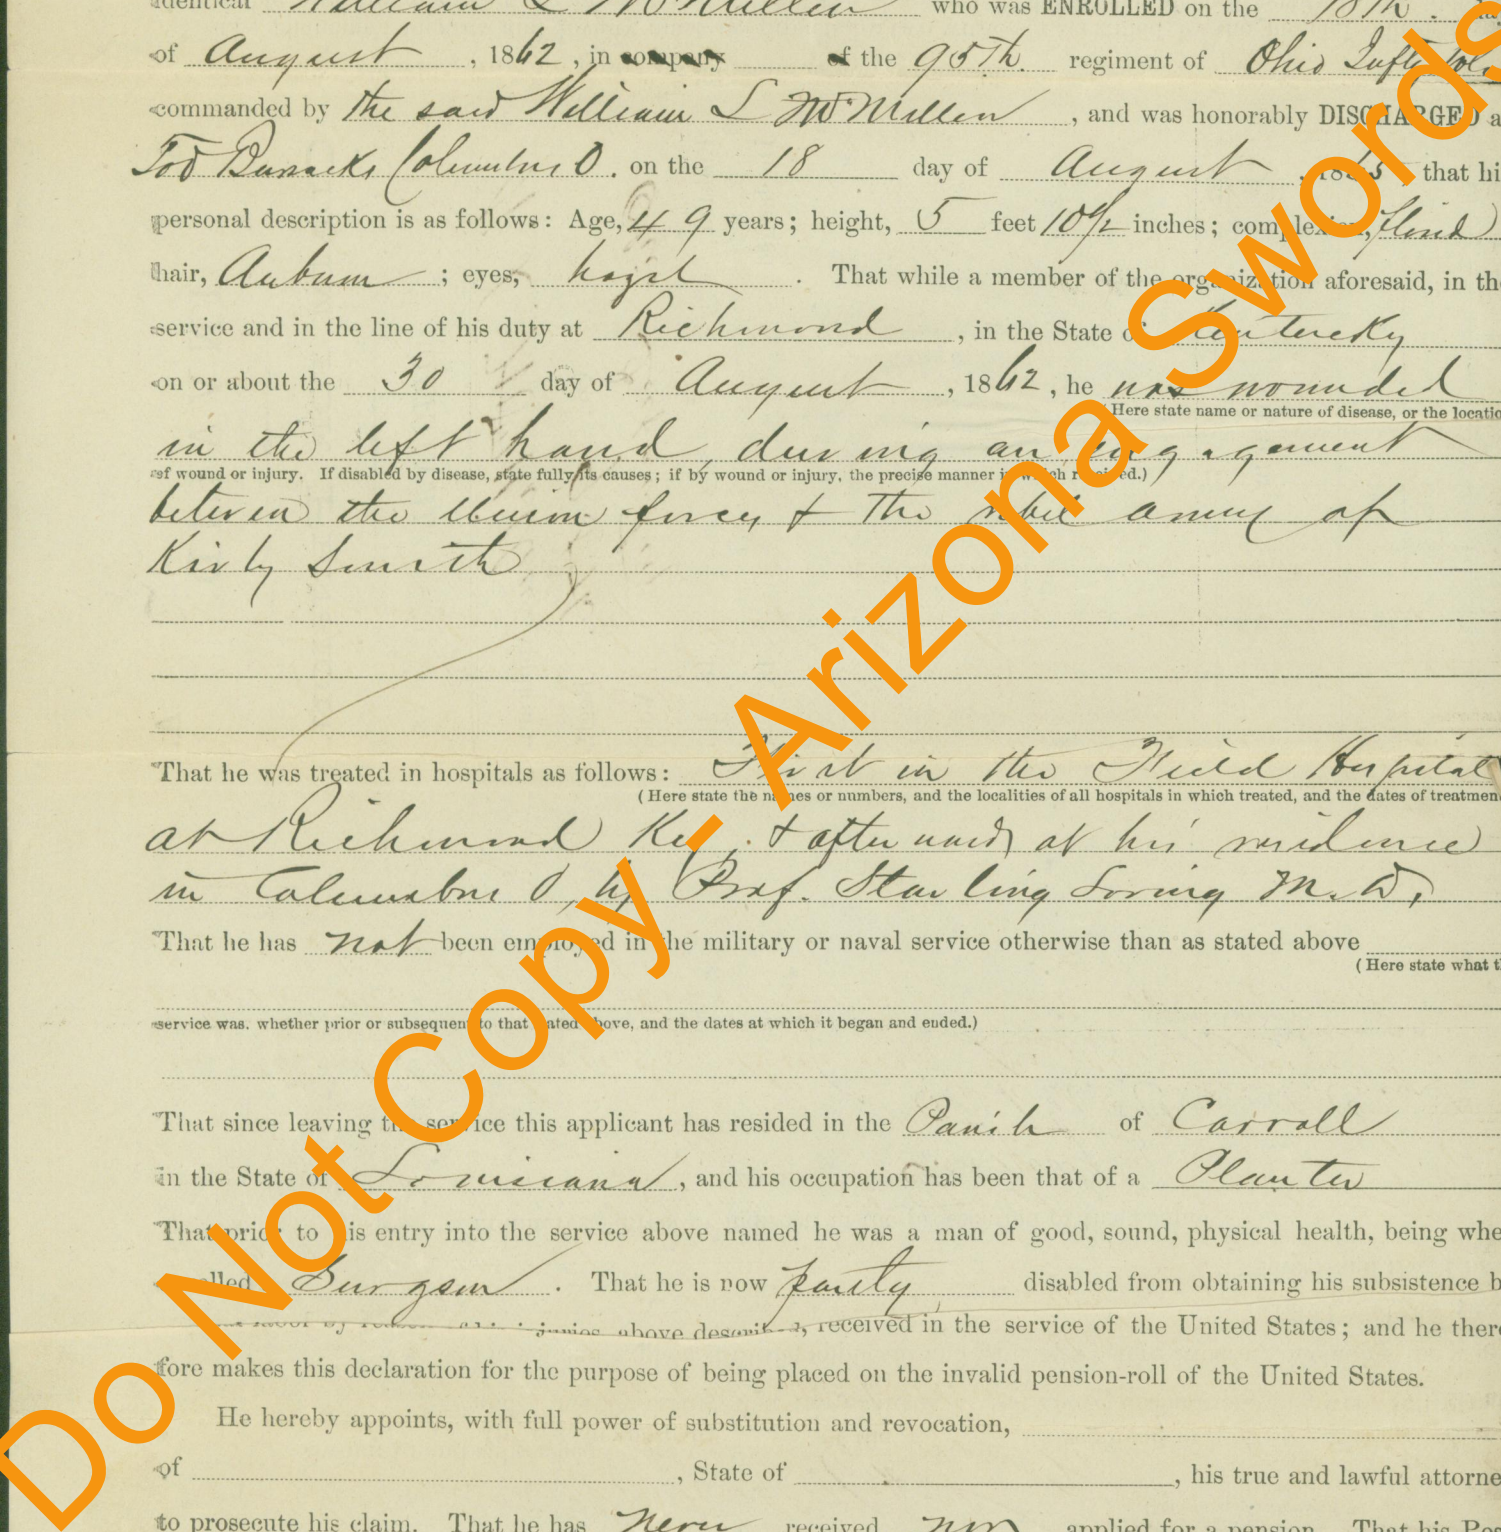 identical William L McMillen who was ENROLLED on the 18th.
of August, 1862, in company of the 95th. regiment of Ohio Infty Vol.
commanded by the said William L McMillen, and was honorably DISCHARGED a
Tod Barracks Columbus O. on the 18 day of August, 1865 that hi
personal description is as follows: Age, 49 years; height, 5 feet 10½ inches; complexion, florid
hair, Auburn; eyes, hazel. That while a member of the organization aforesaid, in th
service and in the line of his duty at Richmond, in the State of Kentucky
on or about the 30 day of August, 1862, he was wounded
(Here state name or nature of disease, or the locatio
in the left hand, during an engagement
of wound or injury. If disabled by disease, state fully its causes; if by wound or injury, the precise manner in which received.)
between the Union forces & the rebel army of
Kirby Smith
That he was treated in hospitals as follows: First in the Field Hospital
(Here state the names or numbers, and the localities of all hospitals in which treated, and the dates of treatmen
at Richmond Ky. & afterwards at his residence
in Columbus O, by Prof. Starling Loving M.D.
That he has not been employed in the military or naval service otherwise than as stated above
(Here state what t
service was, whether prior or subsequent to that stated above, and the dates at which it began and ended.)
That since leaving the service this applicant has resided in the Parish of Carroll
in the State of Louisiana, and his occupation has been that of a Planter
That prior to his entry into the service above named he was a man of good, sound, physical health, being whe
enrolled Surgeon. That he is now partly disabled from obtaining his subsistence b
labor by reason of his injuries above described, received in the service of the United States; and he there
fore makes this declaration for the purpose of being placed on the invalid pension-roll of the United States.
He hereby appoints, with full power of substitution and revocation,
of , State of , his true and lawful attorne
to prosecute his claim. That he has never received nor applied for a pension. That his Po
Do Not Copy - Arizona Swords